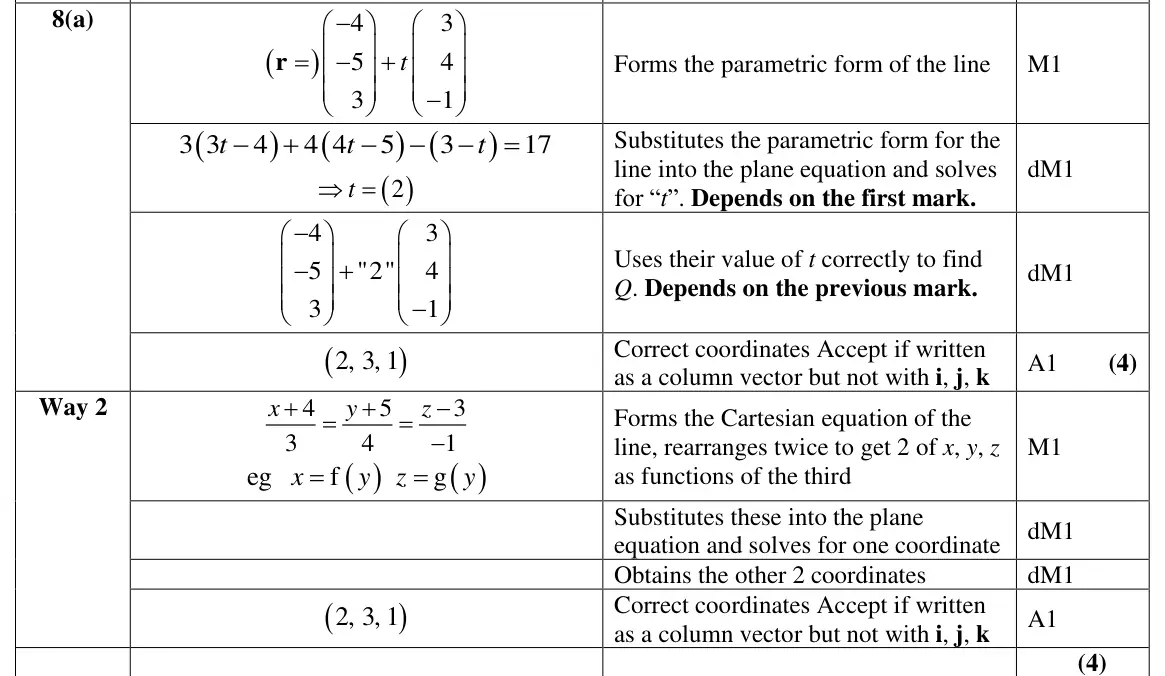 8(a)
(r =) (−4 −5 3) + t (3 4 −1)
Forms the parametric form of the line
M1
3(3t − 4) + 4(4t − 5) − (3 − t) = 17
⇒ t = (2)
Substitutes the parametric form for the
line into the plane equation and solves
for “t”. Depends on the first mark.
dM1
(−4 −5 3) + "2" (3 4 −1)
Uses their value of t correctly to find
Q. Depends on the previous mark.
dM1
(2, 3, 1)
Correct coordinates Accept if written
as a column vector but not with i, j, k
A1 (4)
Way 2
x+4/3 = y+5/4 = z−3/−1
eg x = f(y) z = g(y)
Forms the Cartesian equation of the
line, rearranges twice to get 2 of x, y, z
as functions of the third
M1
Substitutes these into the plane
equation and solves for one coordinate
dM1
Obtains the other 2 coordinates
dM1
(2, 3, 1)
Correct coordinates Accept if written
as a column vector but not with i, j, k
A1
(4)